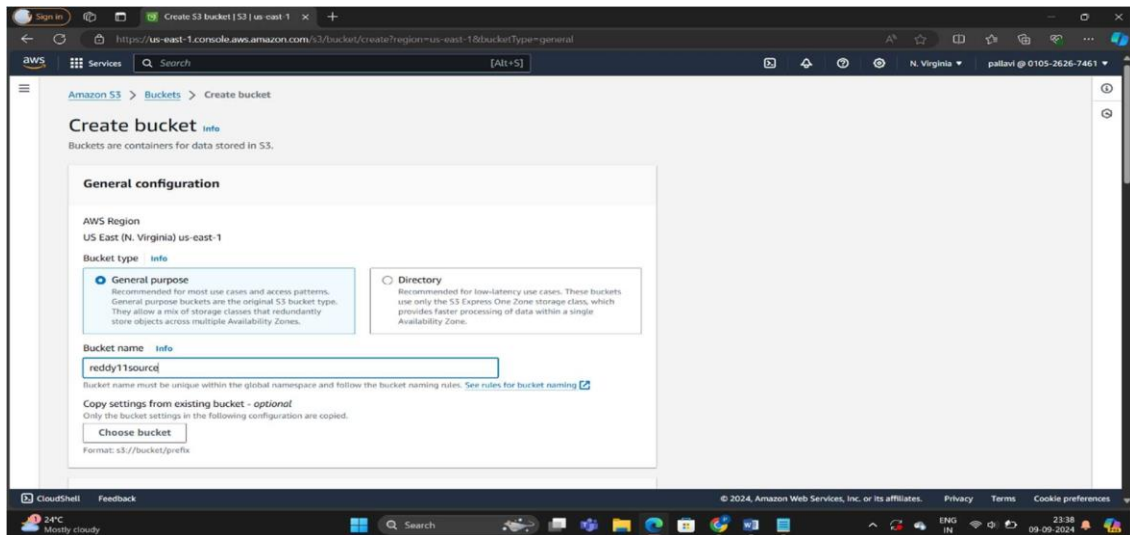 Sign in
Create S3 bucket | S3 | us-east-1
https://us-east-1.console.aws.amazon.com/s3/bucket/create?region=us-east-1&bucketType=general
aws
Services
Search
[Alt+S]
N. Virginia
pallavi @ 0105-2626-7461
Amazon S3 > Buckets > Create bucket
Create bucket Info
Buckets are containers for data stored in S3.
General configuration
AWS Region
US East (N. Virginia) us-east-1
Bucket type Info
General purpose
Recommended for most use cases and access patterns.
General purpose buckets are the original S3 bucket type.
They allow a mix of storage classes that redundantly
store objects across multiple Availability Zones.
Directory
Recommended for low-latency use cases. These buckets
use only the S3 Express One Zone storage class, which
provides faster processing of data within a single
Availability Zone.
Bucket name Info
reddy11source
Bucket name must be unique within the global namespace and follow the bucket naming rules. See rules for bucket naming
Copy settings from existing bucket - optional
Only the bucket settings in the following configuration are copied.
Choose bucket
Format: s3://bucket/prefix
CloudShell Feedback
© 2024, Amazon Web Services, Inc. or its affiliates. Privacy Terms Cookie preferences
24°C
Mostly cloudy
Search
ENG
IN
23:38
09-09-2024